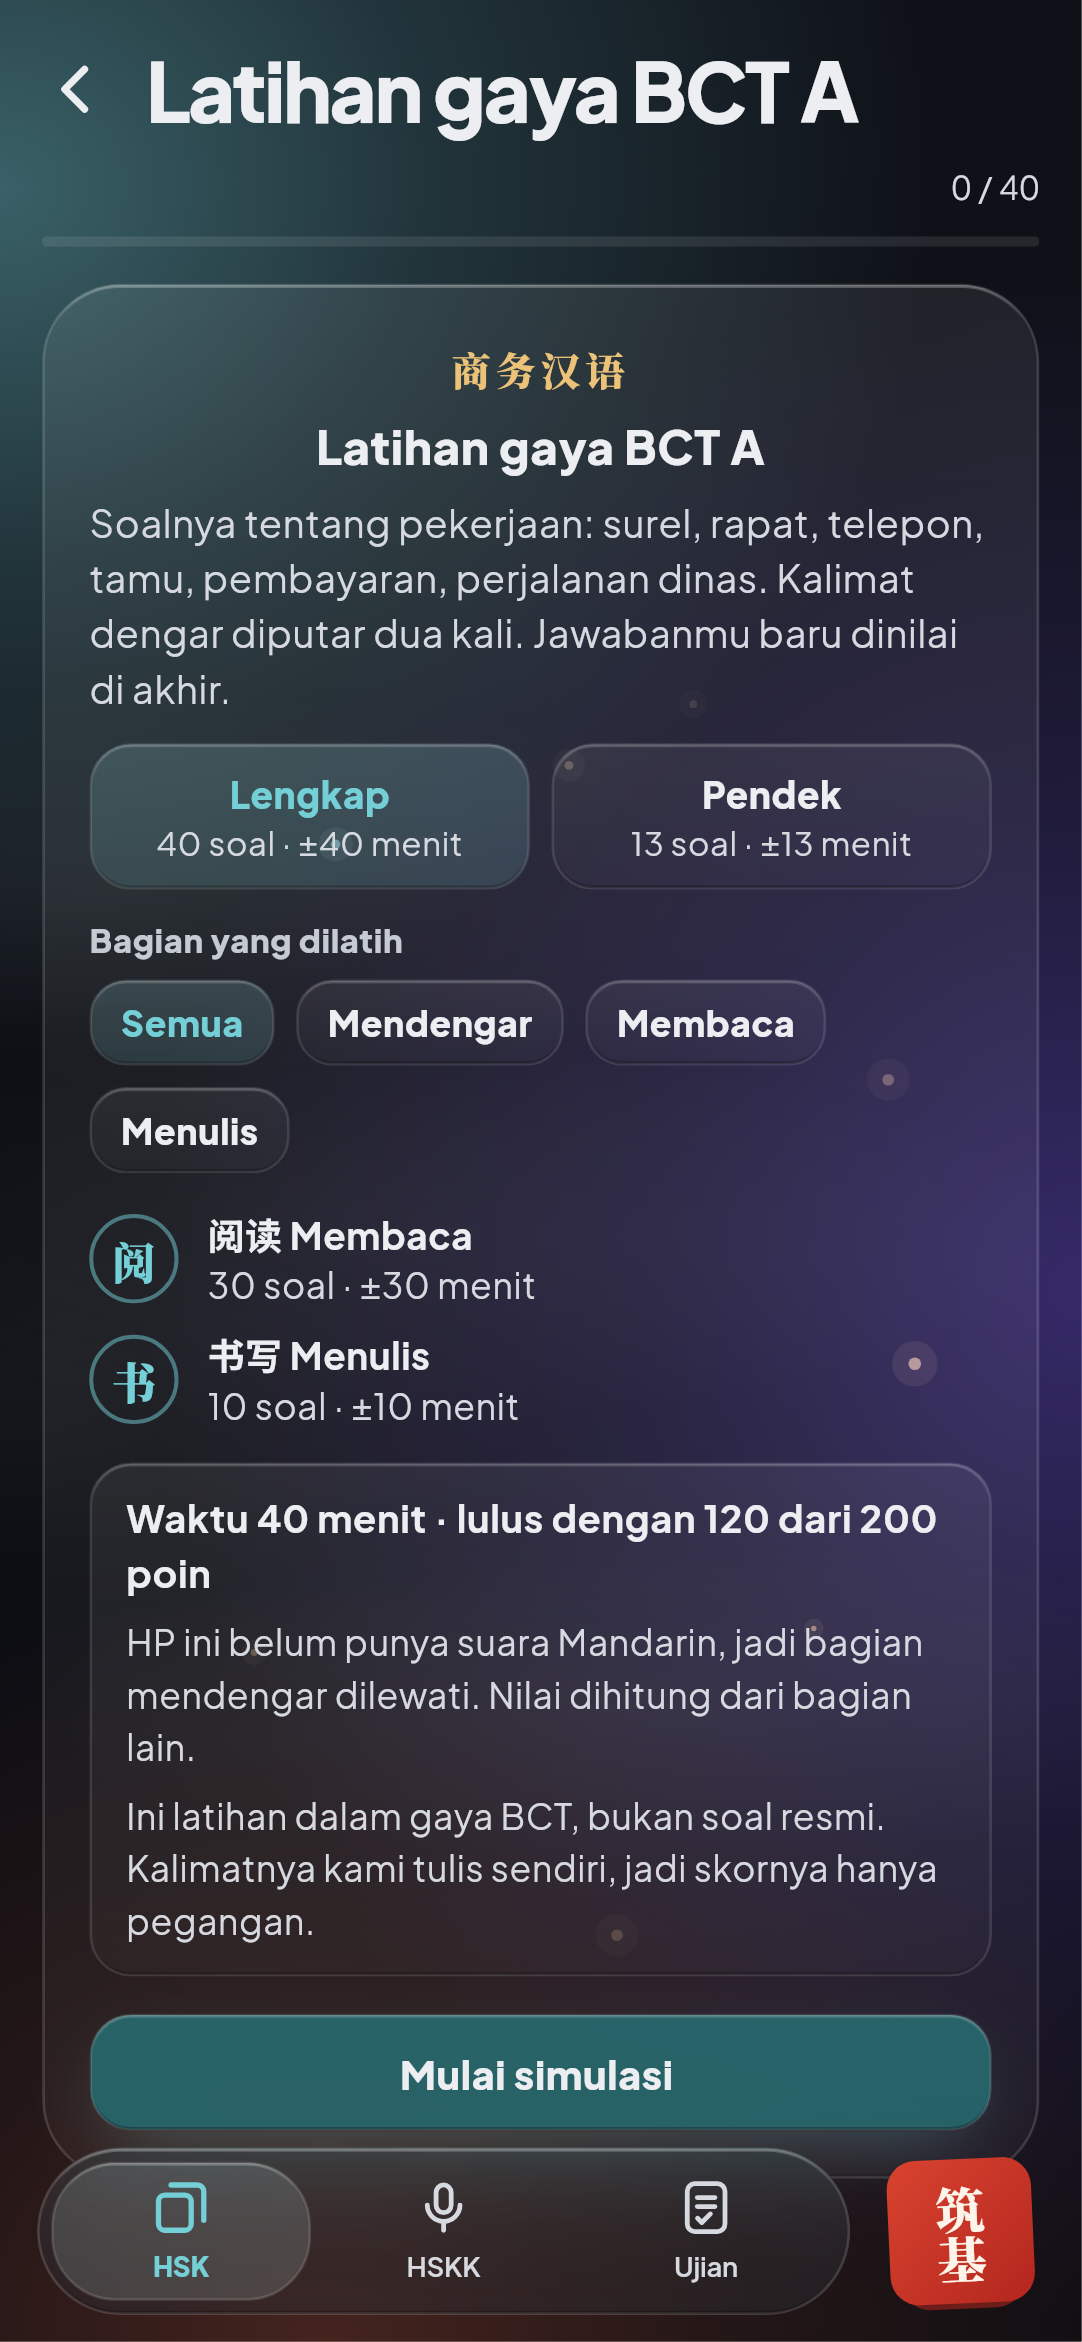 Latihan gaya BCT A
0 / 40
商务汉语
Latihan gaya BCT A
Soalnya tentang pekerjaan: surel, rapat, telepon,
tamu, pembayaran, perjalanan dinas. Kalimat
dengar diputar dua kali. Jawabanmu baru dinilai
di akhir.
Lengkap
40 soal · ±40 menit
Pendek
13 soal · ±13 menit
Bagian yang dilatih
Semua
Mendengar
Membaca
Menulis
阅
阅读 Membaca
30 soal · ±30 menit
书
书写 Menulis
10 soal · ±10 menit
Waktu 40 menit · lulus dengan 120 dari 200
poin
HP ini belum punya suara Mandarin, jadi bagian
mendengar dilewati. Nilai dihitung dari bagian
lain.
Ini latihan dalam gaya BCT, bukan soal resmi.
Kalimatnya kami tulis sendiri, jadi skornya hanya
pegangan.
Mulai simulasi
HSK
HSKK
Ujian
筑
基